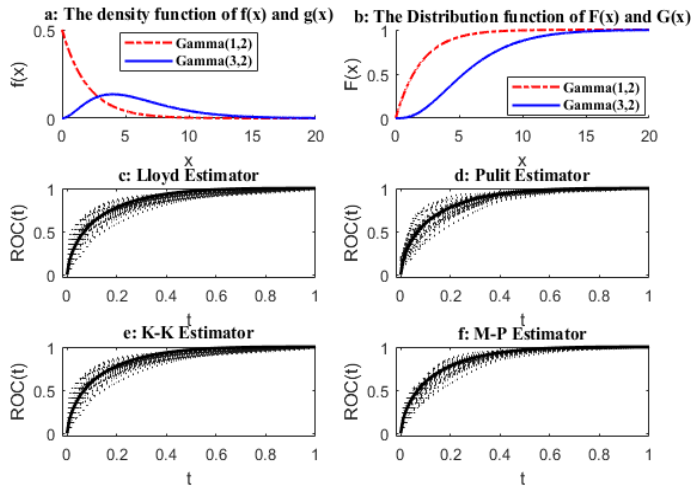 a: The density function of f(x) and g(x)
0.5
0
f(x)
Gamma(1,2)
Gamma(3,2)
0 5 10 15 20
x
b: The Distribution function of F(x) and G(x)
1
0.5
0
F(x)
Gamma(1,2)
Gamma(3,2)
0 5 10 15 20
x
c: Lloyd Estimator
1
0.5
0
ROC(t)
0 0.2 0.4 0.6 0.8 1
t
d: Pulit Estimator
1
0.5
0
ROC(t)
0 0.2 0.4 0.6 0.8 1
t
e: K-K Estimator
1
0.5
0
ROC(t)
0 0.2 0.4 0.6 0.8 1
t
f: M-P Estimator
1
0.5
0
ROC(t)
0 0.2 0.4 0.6 0.8 1
t